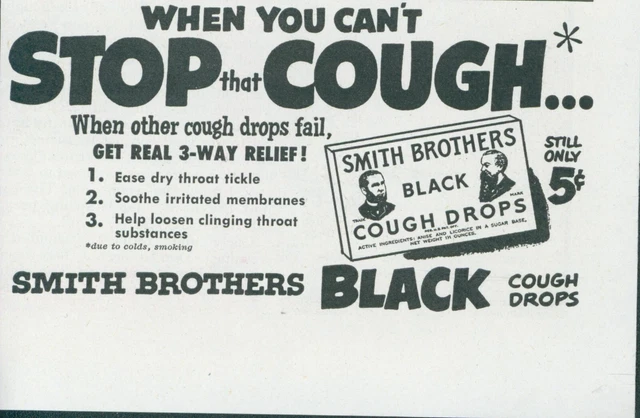 WHEN YOU CAN'T
STOP that COUGH...*
When other cough drops fail,
GET REAL 3-WAY RELIEF!
1. Ease dry throat tickle
2. Soothe irritated membranes
3. Help loosen clinging throat
substances
*due to colds, smoking
SMITH BROTHERS
BLACK
TRADE MARK
COUGH DROPS
REG. U.S. PAT. OFF.
ACTIVE INGREDIENTS: ANISE AND LICORICE IN A SUGAR BASE.
STILL
ONLY
5¢
SMITH BROTHERS BLACK COUGH
DROPS